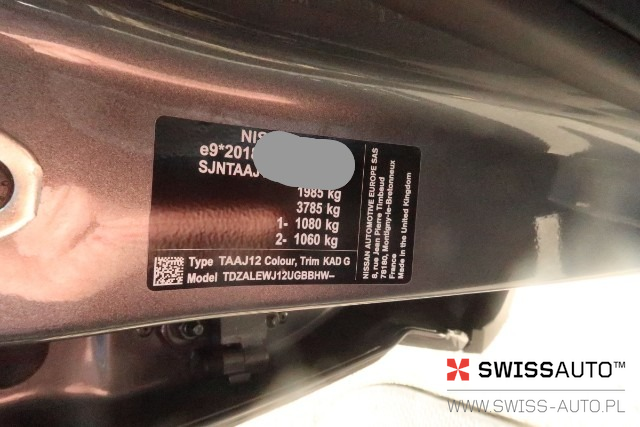 NIS
e9*201
SJNTAAJ
1985 kg
3785 kg
1- 1080 kg
2- 1060 kg
Type TAAJ12 Colour, Trim KAD G
Model TDZALEWJ12UGBBHW-
NISSAN AUTOMOTIVE EUROPE SAS
8, rue Jean Pierre Timbaud
78180, Montigny-le-Bretonneux
France
Made in the United Kingdom
SWISSAUTO™
WWW.SWISS-AUTO.PL